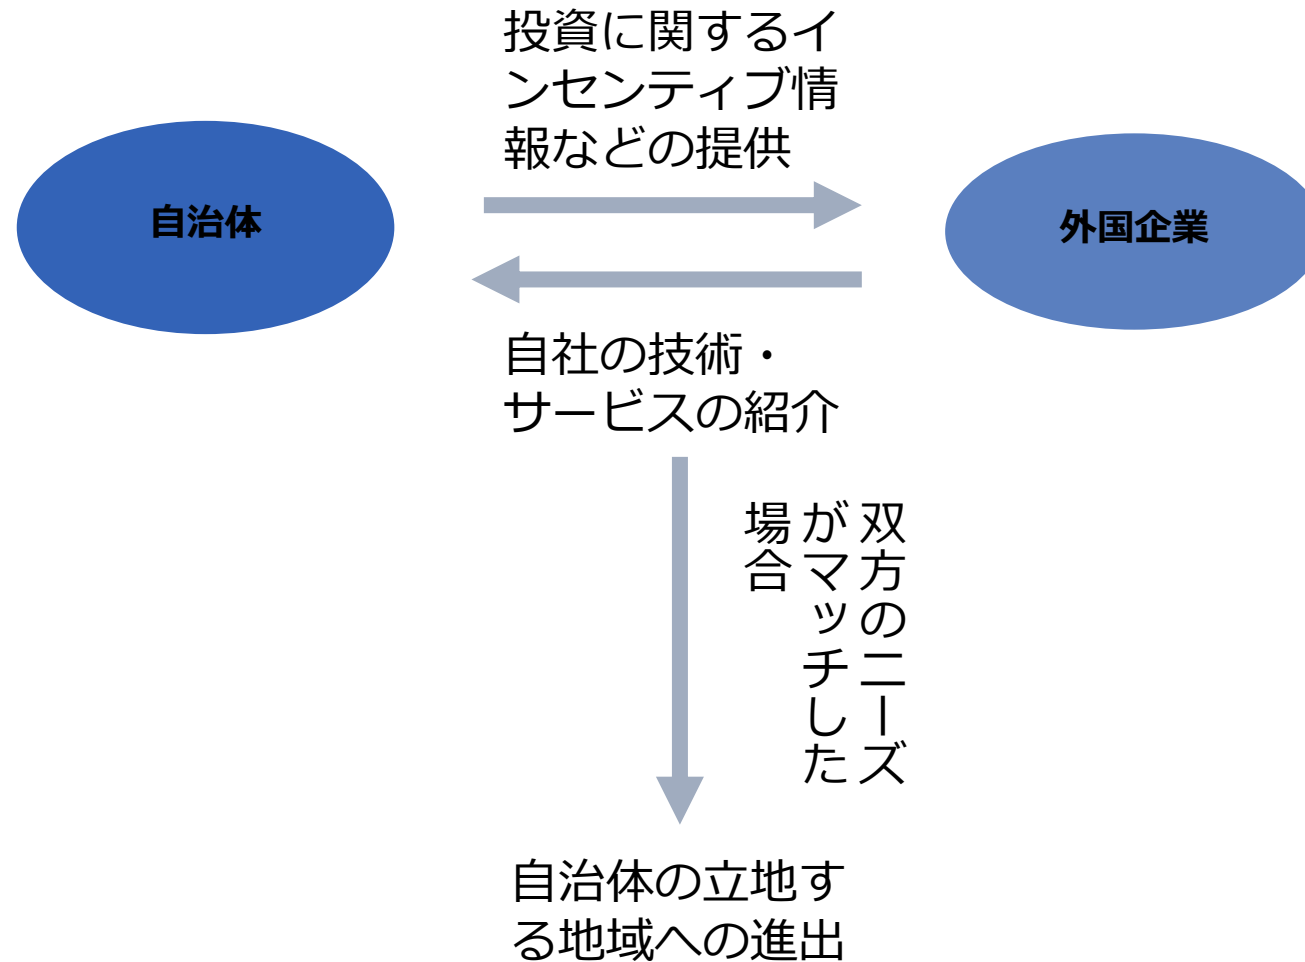 投資に関するイ
ンセンティブ情
報などの提供
自治体
外国企業
自社の技術・
サービスの紹介
双方のニーズ
がマッチした
場合
自治体の立地す
る地域への進出